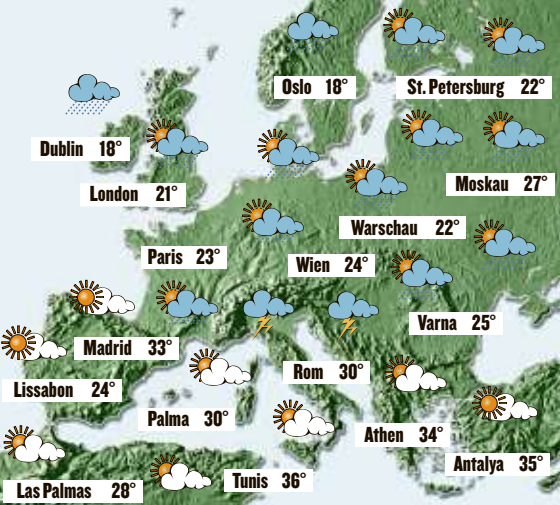 Oslo 18°
St. Petersburg 22°
Dublin 18°
Moskau 27°
London 21°
Warschau 22°
Paris 23°
Wien 24°
Varna 25°
Madrid 33°
Rom 30°
Lissabon 24°
Palma 30°
Athen 34°
Antalya 35°
Tunis 36°
Las Palmas 28°